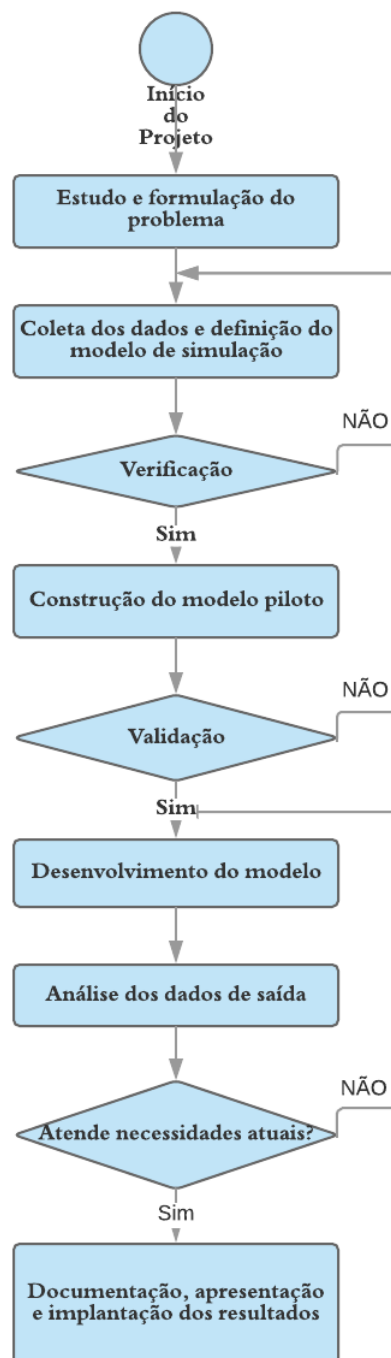 Início
do
Projeto
Estudo e formulação do
problema
Coleta dos dados e definição do
modelo de simulação
Verificação
NÃO
Sim
Construção do modelo piloto
Validação
NÃO
Sim
Desenvolvimento do modelo
Análise dos dados de saída
Atende necessidades atuais?
NÃO
Sim
Documentação, apresentação
e implantação dos resultados